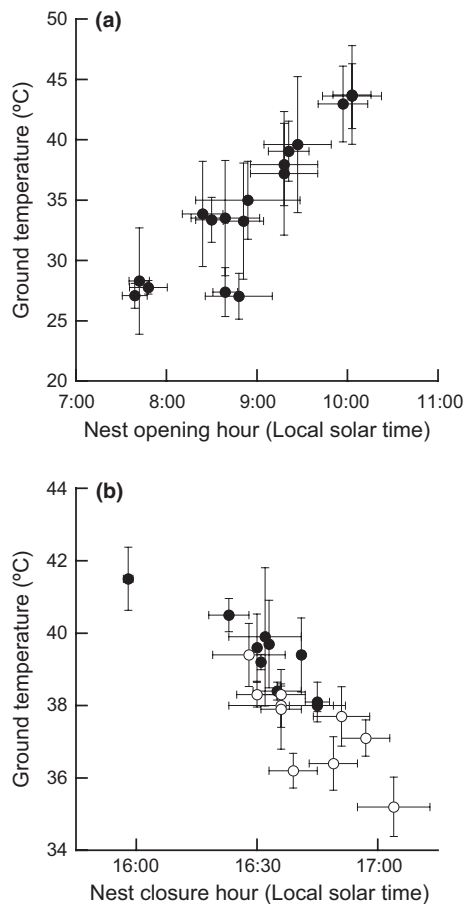 (a)
50
45
40
35
30
25
20
Ground temperature (ºC)
7:00 8:00 9:00 10:00 11:00
Nest opening hour (Local solar time)
(b)
44
42
40
38
36
34
Ground temperature (ºC)
16:00 16:30 17:00
Nest closure hour (Local solar time)